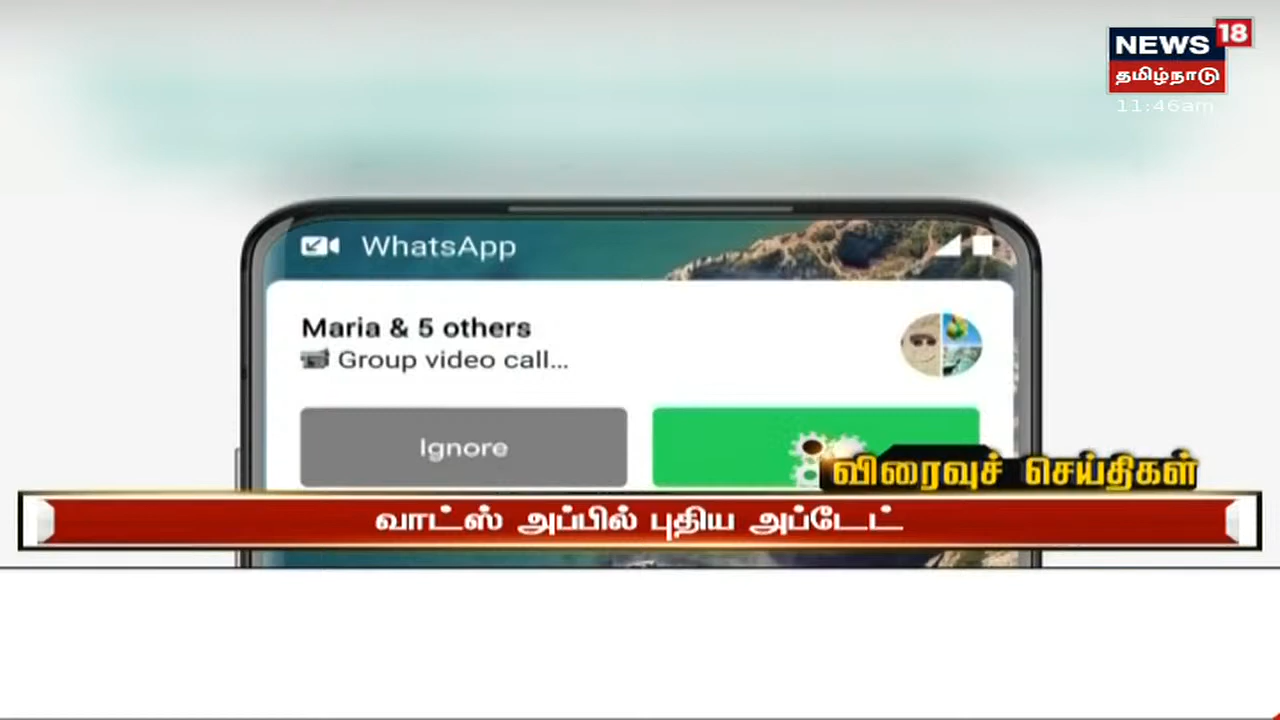 NEWS 18
தமிழ்நாடு
11:46am
WhatsApp
Maria & 5 others
Group video call...
Ignore
விரைவுச் செய்திகள்
வாட்ஸ் அப்பில் புதிய அப்டேட்